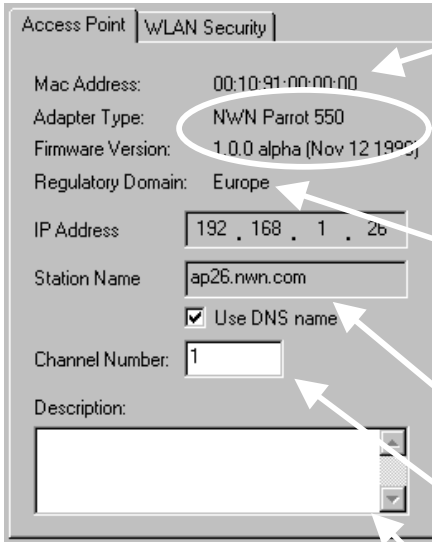 Access Point WLAN Security
Mac Address: 00:10:91:00:00:00
Adapter Type: NWN Parrot 550
Firmware Version: 1.0.0 alpha (Nov 12 1999)
Regulatory Domain: Europe
IP Address 192 . 168 . 1 . 26
Station Name ap26.nwn.com
Use DNS name
Channel Number: 1
Description: